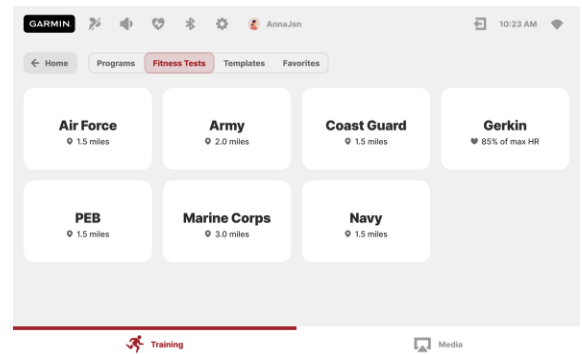 GARMIN AnnaJsn 10:23 AM
Home Programs Fitness Tests Templates Favorites
Air Force Army Coast Guard Gerkin
1.5 miles 2.0 miles 1.5 miles 85% of max HR
PEB Marine Corps Navy
1.5 miles 3.0 miles 1.5 miles
Training Media